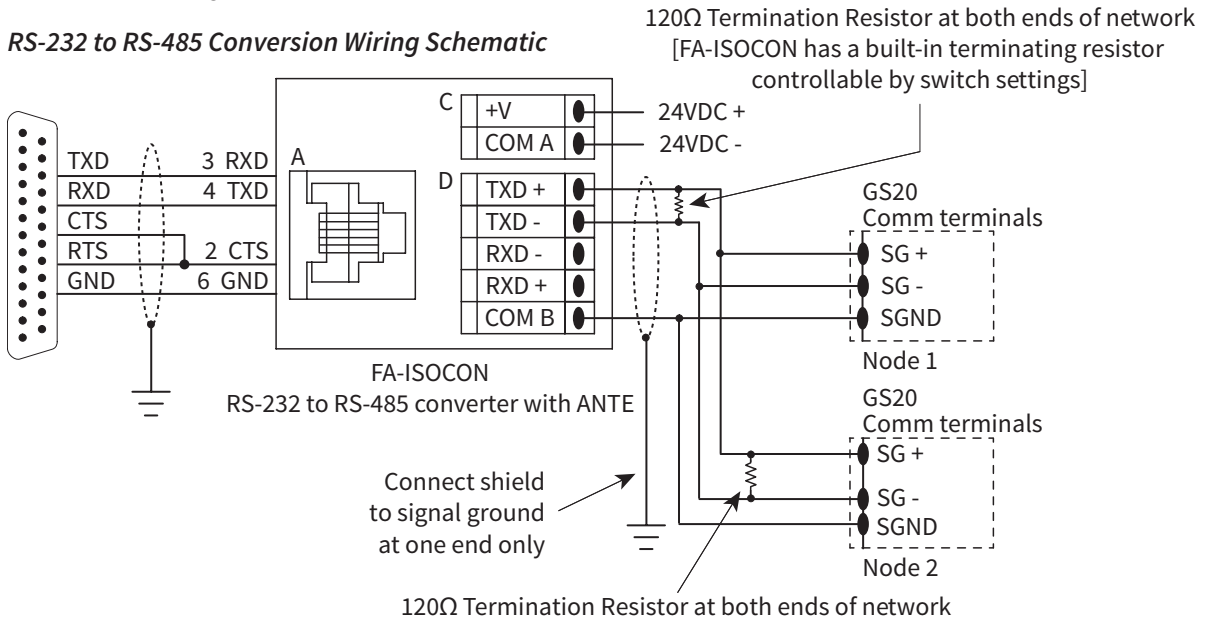 RS-232 to RS-485 Conversion Wiring Schematic
120Ω Termination Resistor at both ends of network
[FA-ISOCON has a built-in terminating resistor
controllable by switch settings]
TXD
RXD
CTS
RTS
GND
3 RXD
4 TXD
2 CTS
6 GND
A
C
+V
COM A
24VDC +
24VDC -
D
TXD +
TXD -
RXD -
RXD +
COM B
FA-ISOCON
RS-232 to RS-485 converter with ANTE
GS20
Comm terminals
SG +
SG -
SGND
Node 1
GS20
Comm terminals
SG +
SG -
SGND
Node 2
Connect shield
to signal ground
at one end only
120Ω Termination Resistor at both ends of network